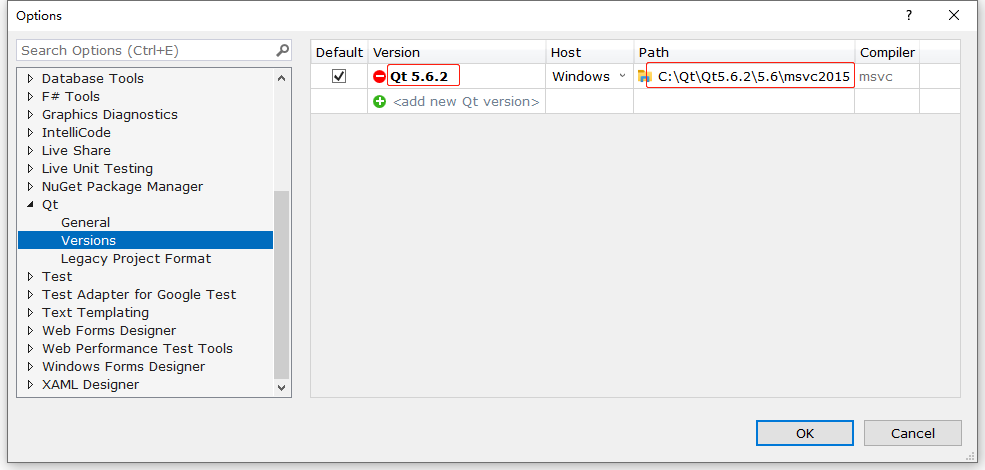 Options
Search Options (Ctrl+E)
Database Tools
F# Tools
Graphics Diagnostics
IntelliCode
Live Share
Live Unit Testing
NuGet Package Manager
Qt
General
Versions
Legacy Project Format
Test
Test Adapter for Google Test
Text Templating
Web Forms Designer
Web Performance Test Tools
Windows Forms Designer
XAML Designer
Default Version Host Path Compiler
Qt 5.6.2 Windows C:\Qt\Qt5.6.2\5.6\msvc2015 msvc
<add new Qt version>
OK Cancel